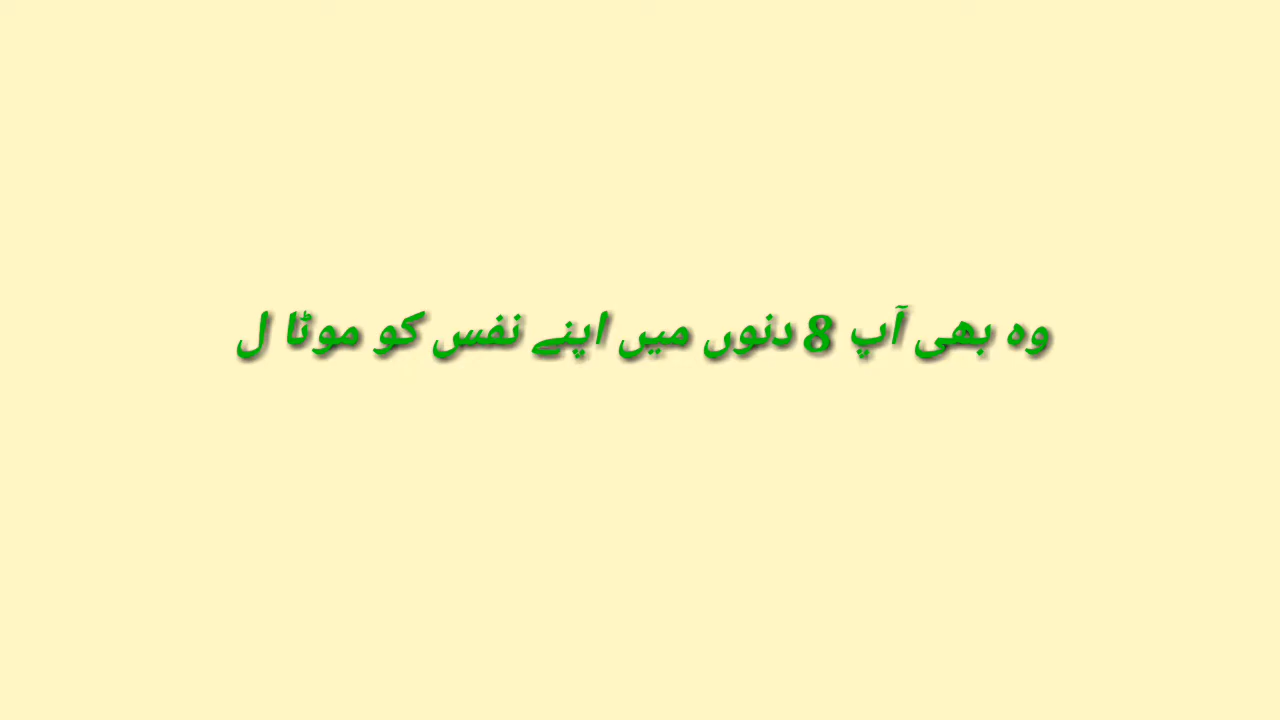 وہ بھی آپ 8 دنوں میں اپنے نفس کو موٹا ل